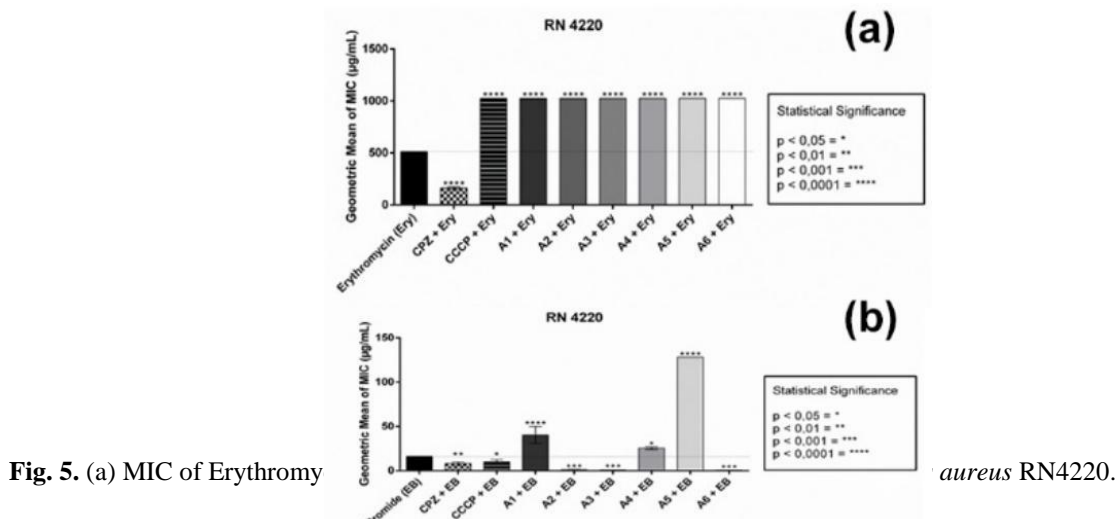 RN 4220
(a)
Geometric Mean of MIC (µg/mL)
1500
1000
500
0
****
****
****
****
****
****
****
****
Erythromycin (Ery)
CPZ + Ery
CCCP + Ery
A1 + Ery
A2 + Ery
A3 + Ery
A4 + Ery
A5 + Ery
A6 + Ery
Statistical Significance
p < 0,05 = *
p < 0,01 = **
p < 0,001 = ***
p < 0,0001 = ****
RN 4220
(b)
Geometric Mean of MIC (µg/mL)
150
100
50
0
**
*
****
***
***
*
****
***
CPZ + EB
CCCP + EB
A1 + EB
A2 + EB
A3 + EB
A4 + EB
A5 + EB
A6 + EB
Statistical Significance
p < 0,05 = *
p < 0,01 = **
p < 0,001 = ***
p < 0,0001 = ****
Fig. 5. (a) MIC of Erythromy aureus RN4220.